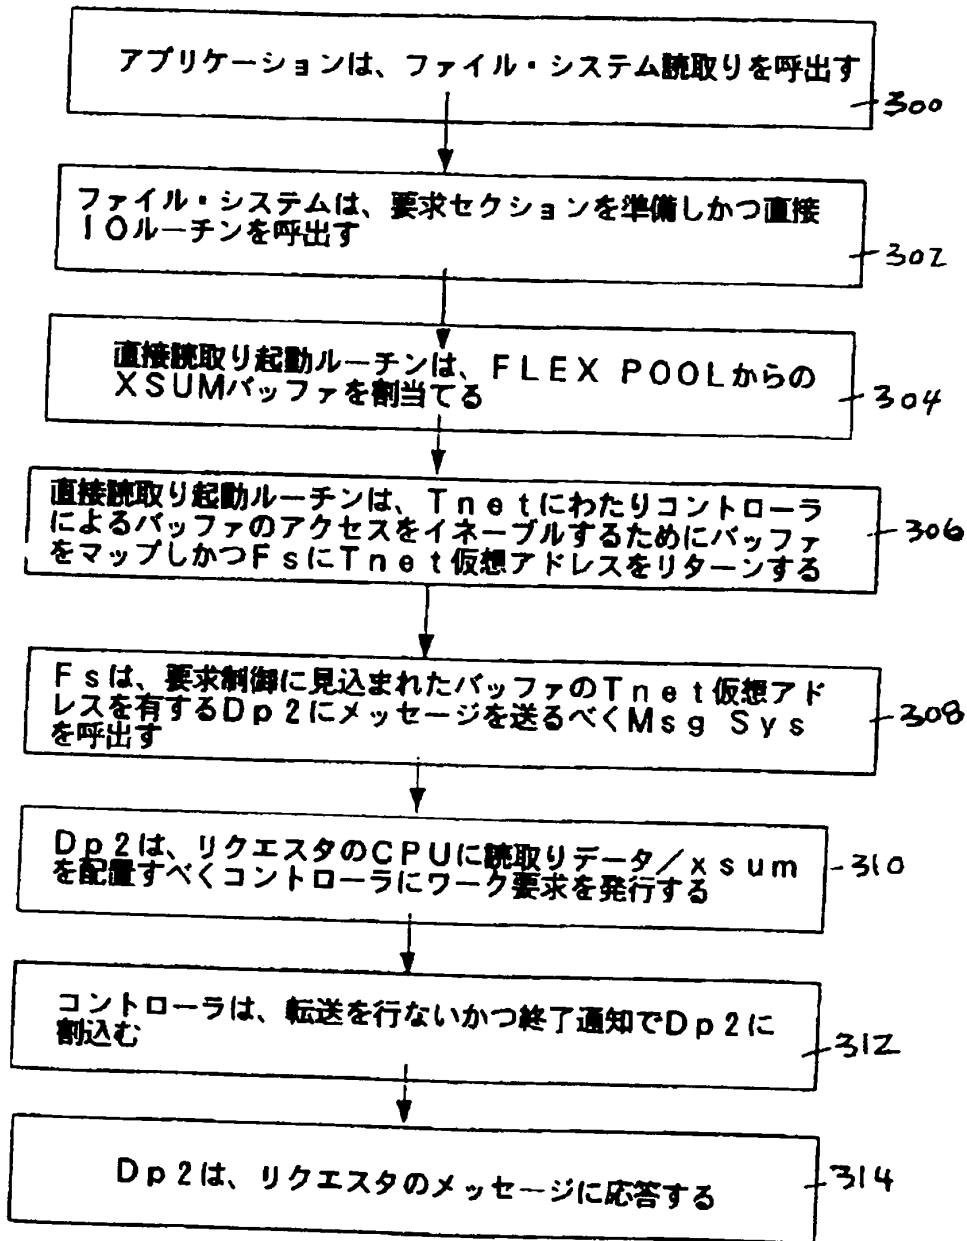 アプリケーションは、ファイル・システム読取りを呼出す
300
ファイル・システムは、要求セクションを準備しかつ直接
IOルーチンを呼出す
302
直接読取り起動ルーチンは、FLEX POOLからの
XSUMバッファを割当てる
304
直接読取り起動ルーチンは、Tnetにわたりコントローラ
によるバッファのアクセスをイネーブルするためにバッファ
をマップしかつFsにTnet仮想アドレスをリターンする
306
Fsは、要求制御に見込まれたバッファのTnet仮想アド
レスを有するDp2にメッセージを送るべくMsg Sys
を呼出す
308
Dp2は、リクエスタのCPUに読取りデータ/xsum
を配置すべくコントローラにワーク要求を発行する
310
コントローラは、転送を行ないかつ終了通知でDp2に
割込む
312
Dp2は、リクエスタのメッセージに応答する
314